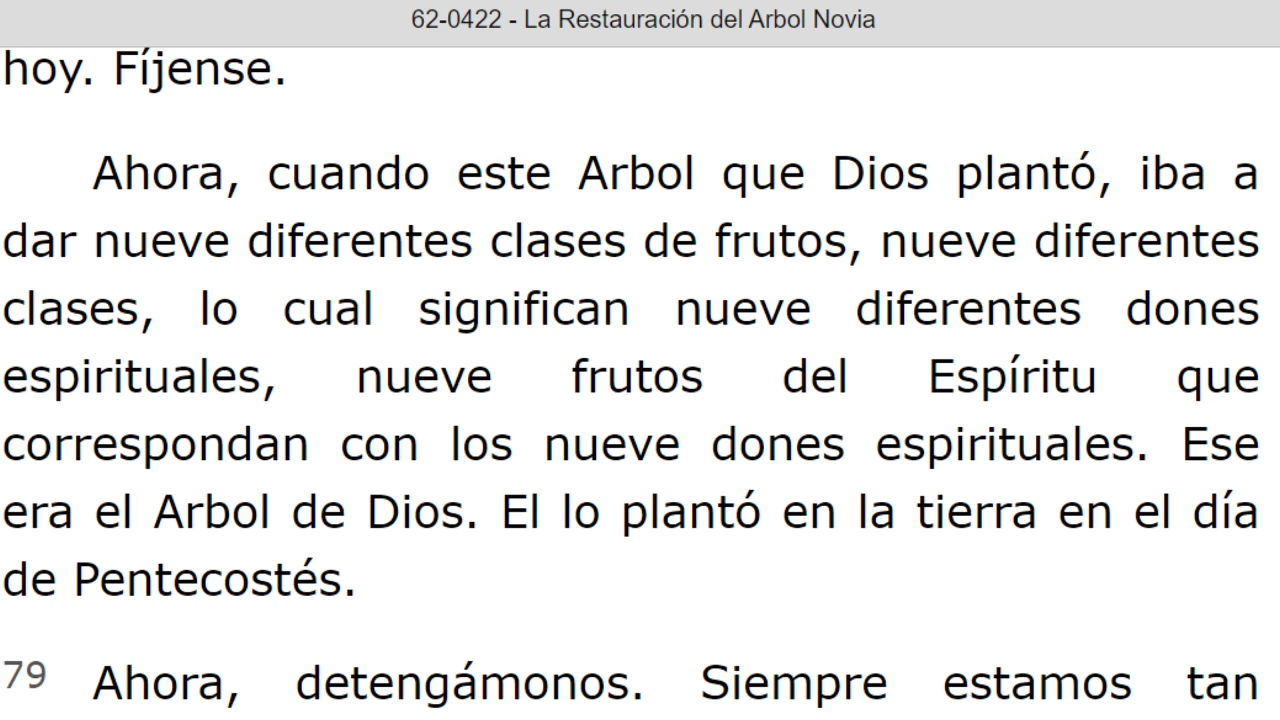 62-0422 - La Restauración del Arbol Novia
hoy. Fíjense.
Ahora, cuando este Arbol que Dios plantó, iba a
dar nueve diferentes clases de frutos, nueve diferentes
clases, lo cual significan nueve diferentes dones
espirituales, nueve frutos del Espíritu que
correspondan con los nueve dones espirituales. Ese
era el Arbol de Dios. El lo plantó en la tierra en el día
de Pentecostés.
79 Ahora, detengámonos. Siempre estamos tan